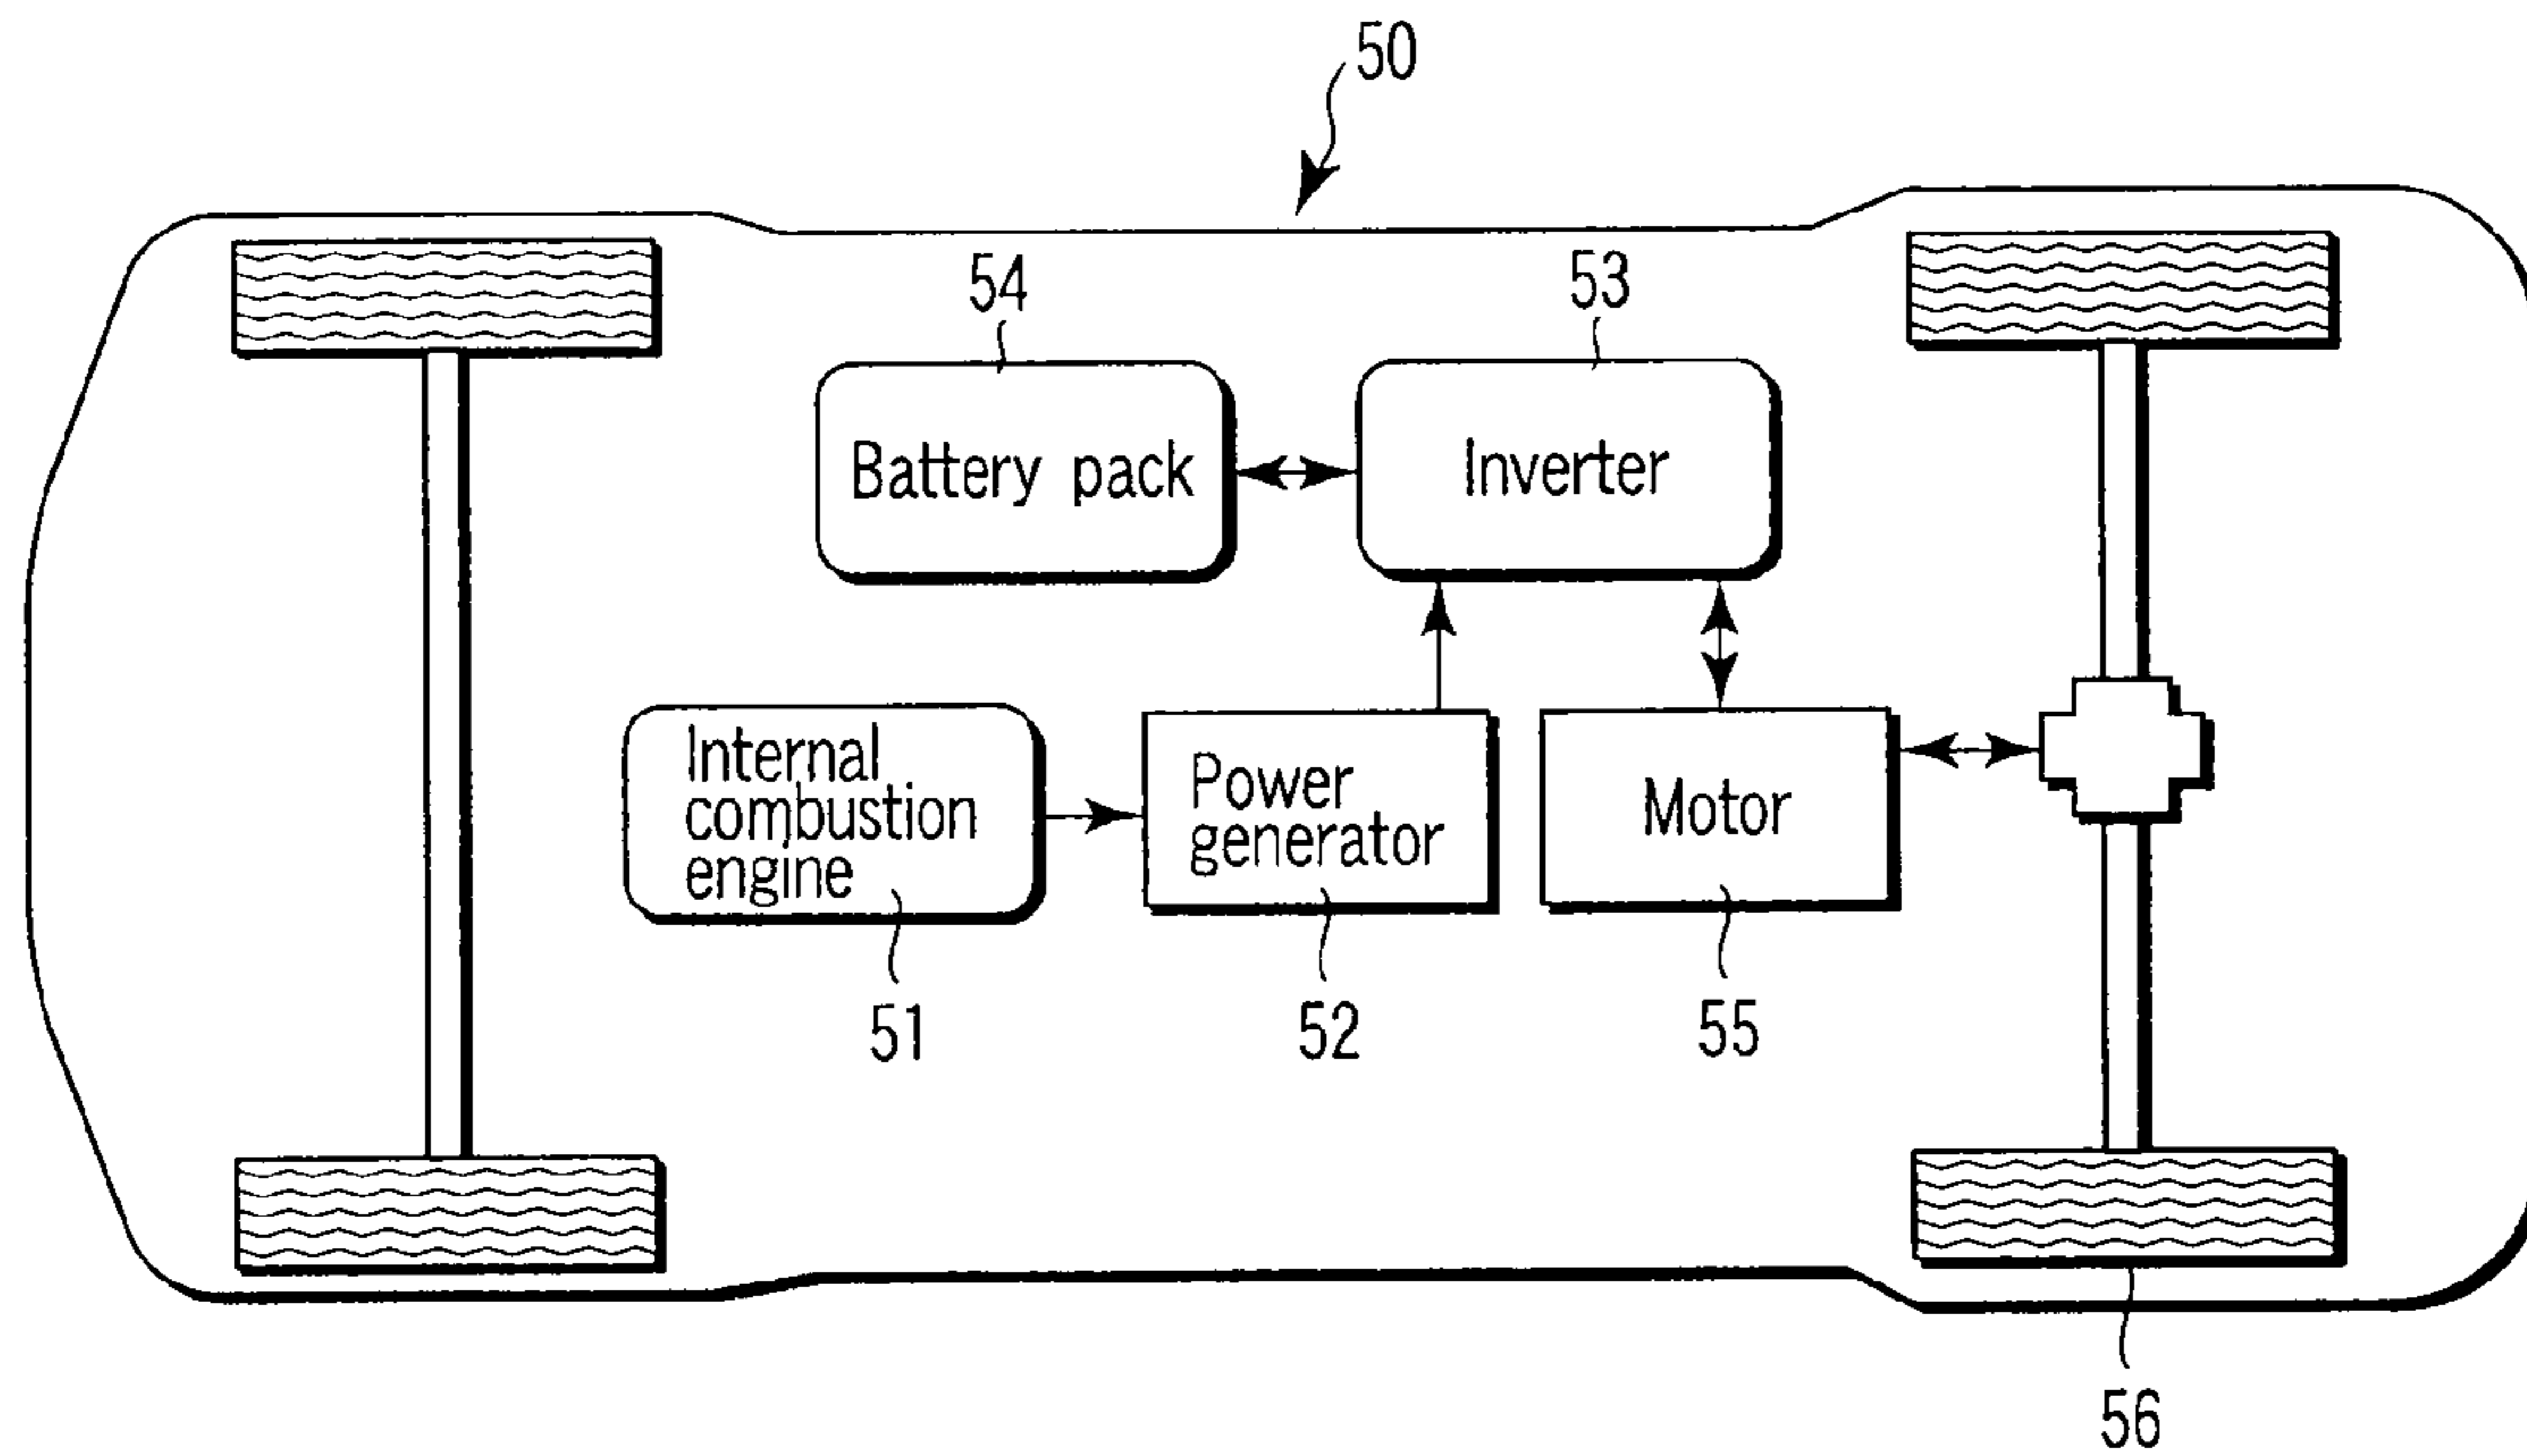 50
54
53
Battery pack
Inverter
Internal
combustion
engine
Power
generator
Motor
51
52
55
56